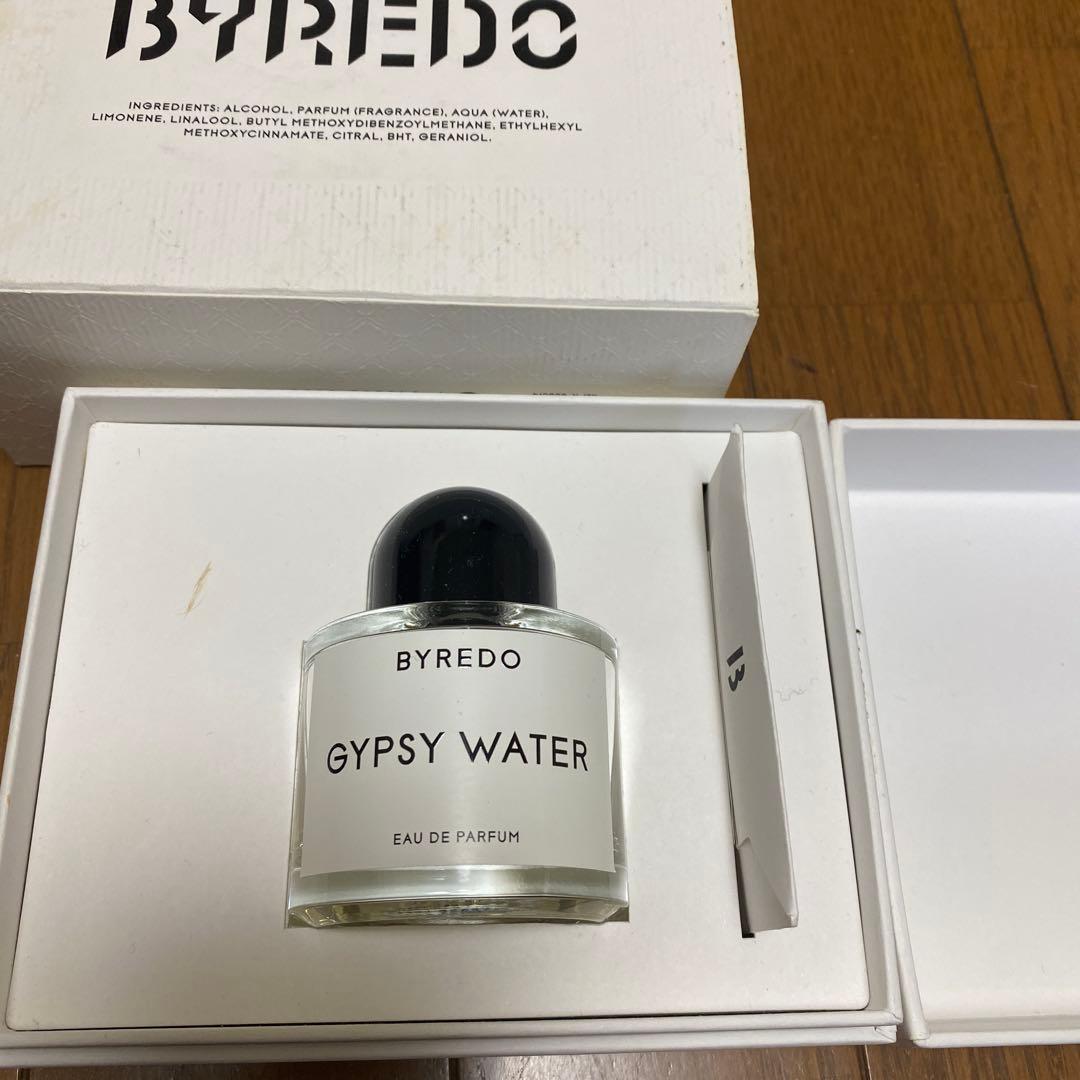 BYREDO
INGREDIENTS: ALCOHOL, PARFUM (FRAGRANCE), AQUA (WATER),
LIMONENE, LINALOOL, BUTYL METHOXYDIBENZOYLMETHANE, ETHYLHEXYL
METHOXYCINNAMATE, CITRAL, BHT, GERANIOL.
B
BYREDO
GYPSY WATER
EAU DE PARFUM